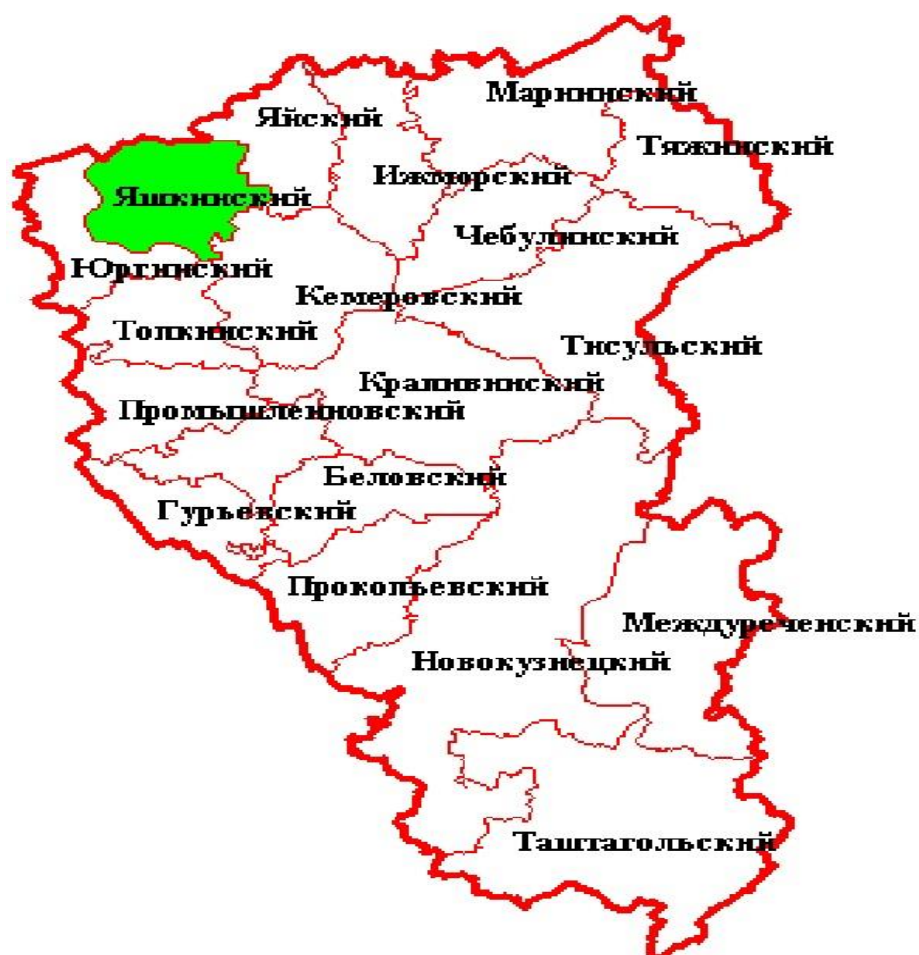 Мариинский
Яйский
Тяжинский
Ижморский
Яшкинский
Чебулинский
Юргинский
Кемеровский
Топкинский
Тисульский
Крапивинский
Промышленновский
Беловский
Гурьевский
Прокопьевский
Междуреченский
Новокузнецкий
Таштагольский